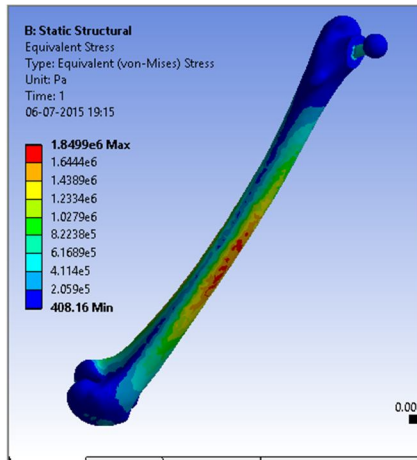 B: Static Structural
Equivalent Stress
Type: Equivalent (von-Mises) Stress
Unit: Pa
Time: 1
06-07-2015 19:15
1.8499e6 Max
1.6444e6
1.4389e6
1.2334e6
1.0279e6
8.2238e5
6.1689e5
4.114e5
2.059e5
408.16 Min
0.00